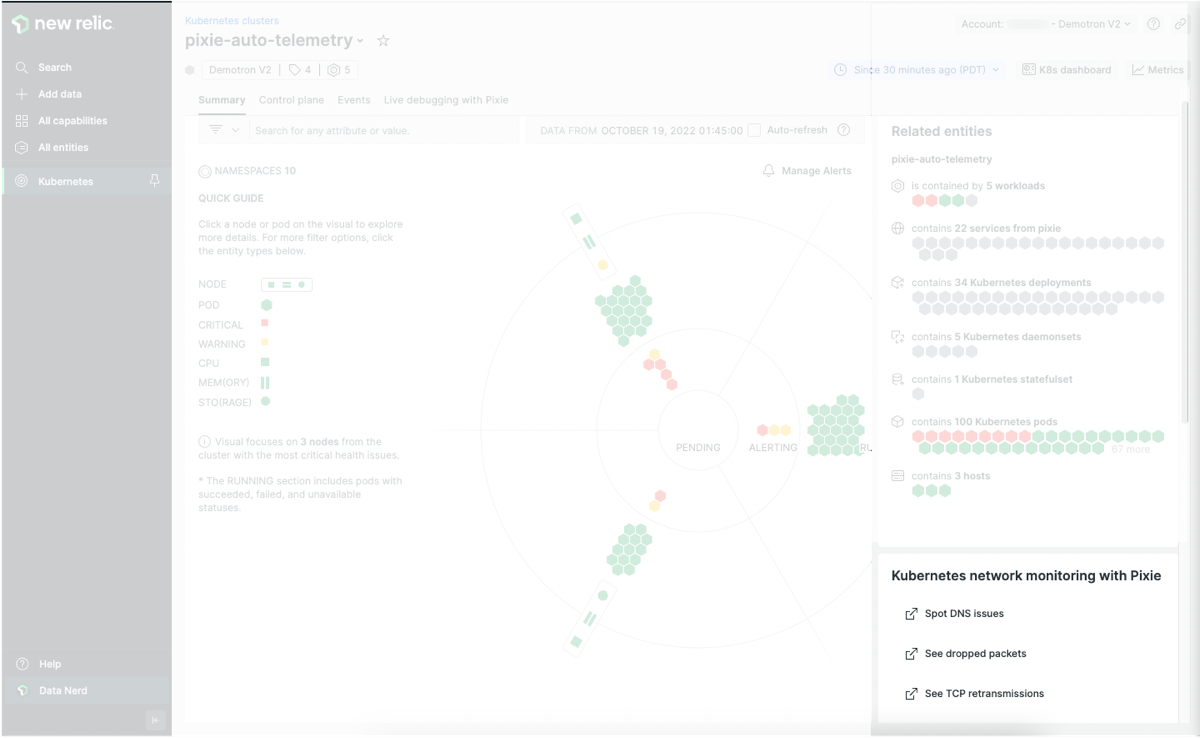 new relic
Search
Add data
All capabilities
All entities
Kubernetes
Help
Data Nerd
Kubernetes clusters
pixie-auto-telemetry
Demotron V2 | 4 | 5
Account: - Demotron V2
Since 30 minutes ago (PDT)
K8s dashboard
Metrics
Summary Control plane Events Live debugging with Pixie
Search for any attribute or value.
DATA FROM OCTOBER 19, 2022 01:45:00
Auto-refresh
NAMESPACES 10
Manage Alerts
QUICK GUIDE
Click a node or pod on the visual to explore
more details. For more filter options, click
the entity types below.
NODE
POD
CRITICAL
WARNING
CPU
MEM(ORY)
STO(RAGE)
Visual focuses on 3 nodes from the
cluster with the most critical health issues.
* The RUNNING section includes pods with
succeeded, failed, and unavailable
statuses.
PENDING
ALERTING
RU
Related entities
pixie-auto-telemetry
is contained by 5 workloads
contains 22 services from pixie
contains 34 Kubernetes deployments
contains 5 Kubernetes daemonsets
contains 1 Kubernetes statefulset
contains 100 Kubernetes pods
67 more
contains 3 hosts
Kubernetes network monitoring with Pixie
Spot DNS issues
See dropped packets
See TCP retransmissions